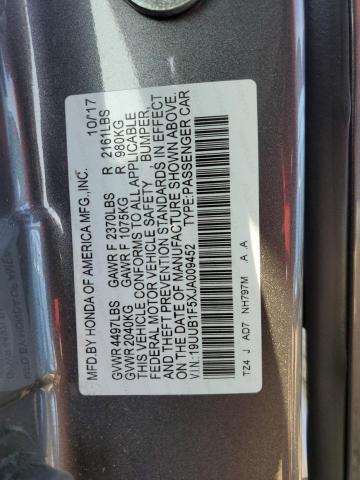 MFD BY HONDA OF AMERICA MFG.,INC. 10/17
GVWR 4497LBS GAWR F 2370LBS R 2161LBS
GVWR 2040KG GAWR F 1075KG R 980KG
THIS VEHICLE CONFORMS TO ALL APPLICABLE
FEDERAL MOTOR VEHICLE SAFETY BUMPER,
AND THEFT PREVENTION STANDARDS IN EFFECT
ON THE DATE OF MANUFACTURE SHOWN ABOVE.
V.I.N.:19UUB1F5XJA009452 TYPE:PASSENGER CAR
TZ4 J AD7 NH797M A A